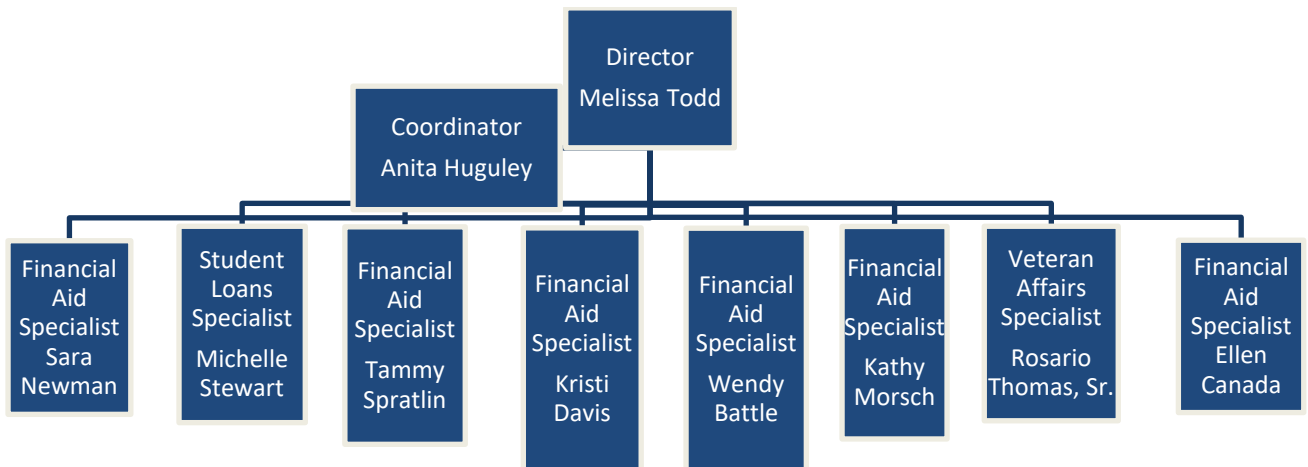 Director
Melissa Todd
Coordinator
Anita Huguley
Financial
Aid
Specialist
Sara
Newman
Student
Loans
Specialist
Michelle
Stewart
Financial
Aid
Specialist
Tammy
Spratlin
Financial
Aid
Specialist
Kristi
Davis
Financial
Aid
Specialist
Wendy
Battle
Financial
Aid
Specialist
Kathy
Morsch
Veteran
Affairs
Specialist
Rosario
Thomas, Sr.
Financial
Aid
Specialist
Ellen
Canada